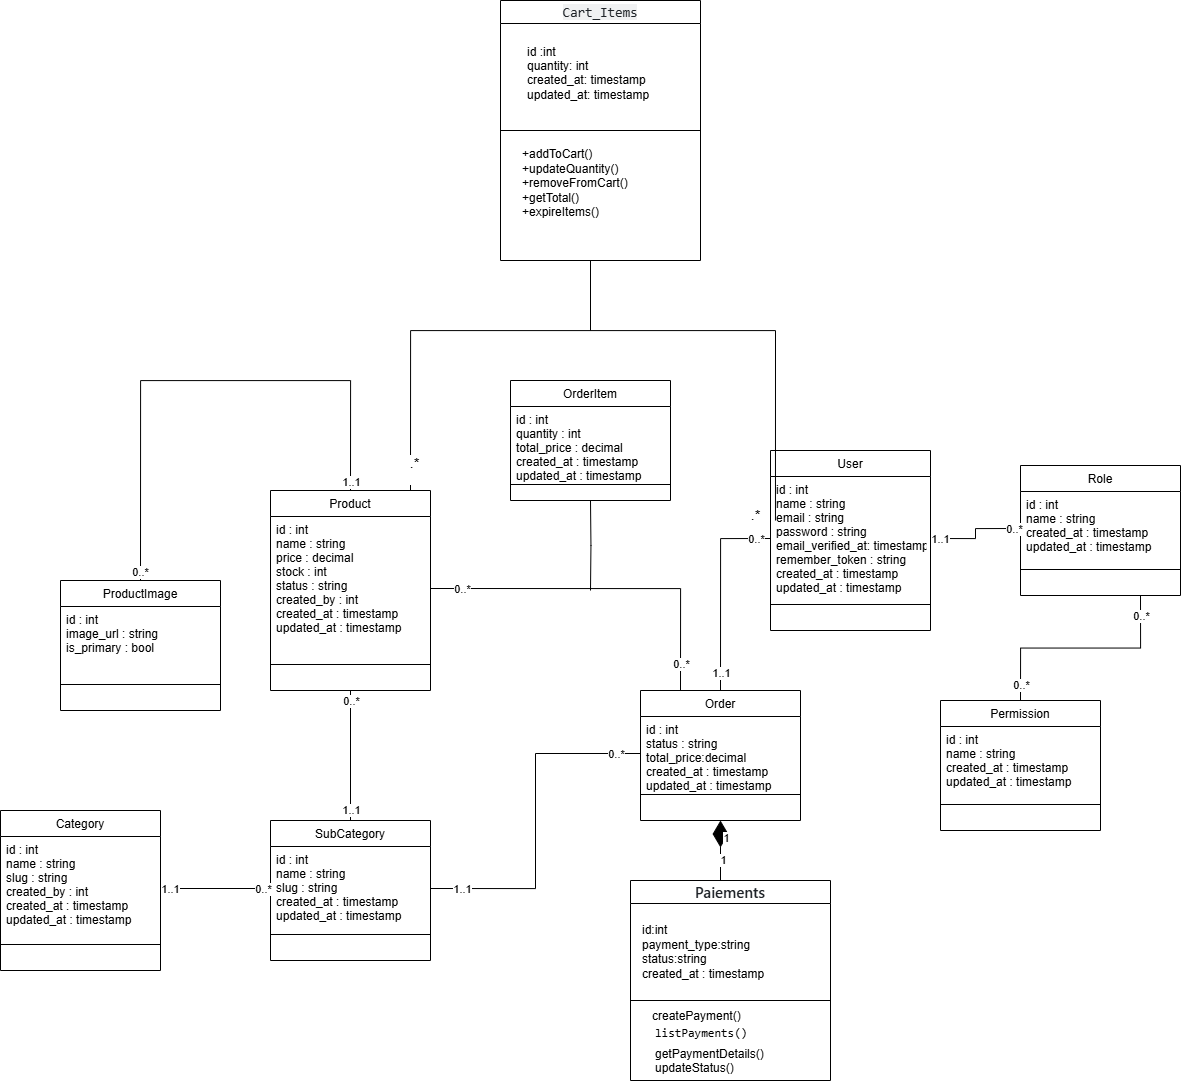 Cart_Items
id :int
quantity: int
created_at: timestamp
updated_at: timestamp
+addToCart()
+updateQuantity()
+removeFromCart()
+getTotal()
+expireItems()
OrderItem
id : int
quantity : int
total_price : decimal
created_at : timestamp
updated_at : timestamp
.*
1..1
Product
id : int
name : string
price : decimal
stock : int
status : string
created_by : int
created_at : timestamp
updated_at : timestamp
0..*
0..*
ProductImage
id : int
image_url : string
is_primary : bool
User
id : int
name : string
email : string
password : string
email_verified_at: timestamp
remember_token : string
created_at : timestamp
updated_at : timestamp
.*
0..*
1..1
0..*
Role
id : int
name : string
created_at : timestamp
updated_at : timestamp
0..*
0..*
Permission
id : int
name : string
created_at : timestamp
updated_at : timestamp
0..*
1..1
Order
id : int
status : string
total_price:decimal
created_at : timestamp
updated_at : timestamp
0..*
0..*
1..1
Category
id : int
name : string
slug : string
created_by : int
created_at : timestamp
updated_at : timestamp
1..1
0..*
SubCategory
id : int
name : string
slug : string
created_at : timestamp
updated_at : timestamp
1..1
1
1
Paiements
id:int
payment_type:string
status:string
created_at : timestamp
createPayment()
listPayments()
getPaymentDetails()
updateStatus()